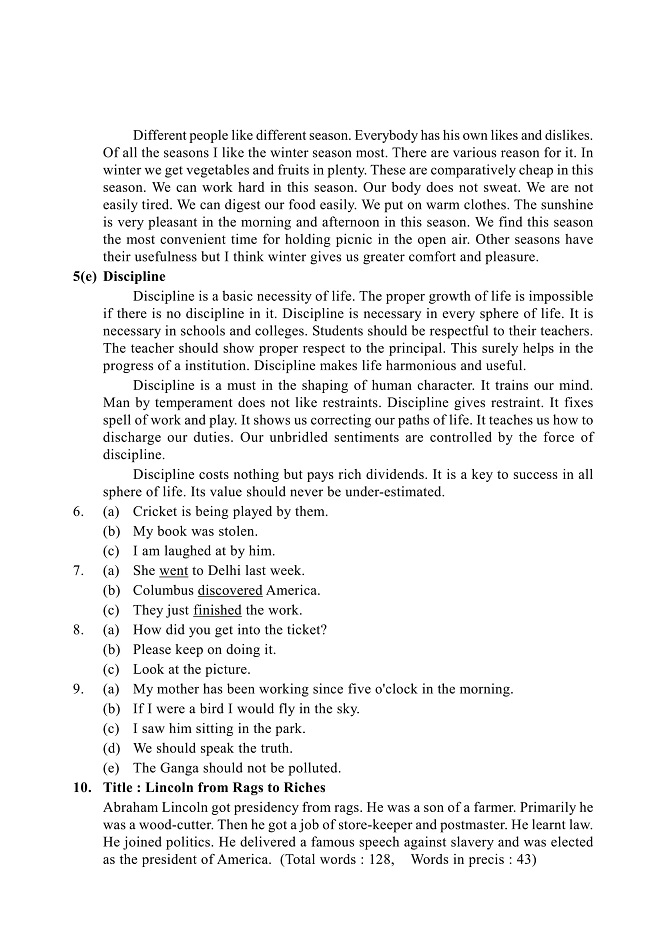 Different people like different season. Everybody has his own likes and dislikes.
Of all the seasons I like the winter season most. There are various reason for it. In
winter we get vegetables and fruits in plenty. These are comparatively cheap in this
season. We can work hard in this season. Our body does not sweat. We are not
easily tired. We can digest our food easily. We put on warm clothes. The sunshine
is very pleasant in the morning and afternoon in this season. We find this season
the most convenient time for holding picnic in the open air. Other seasons have
their usefulness but I think winter gives us greater comfort and pleasure.
5(e) Discipline
Discipline is a basic necessity of life. The proper growth of life is impossible
if there is no discipline in it. Discipline is necessary in every sphere of life. It is
necessary in schools and colleges. Students should be respectful to their teachers.
The teacher should show proper respect to the principal. This surely helps in the
progress of a institution. Discipline makes life harmonious and useful.
Discipline is a must in the shaping of human character. It trains our mind.
Man by temperament does not like restraints. Discipline gives restraint. It fixes
spell of work and play. It shows us correcting our paths of life. It teaches us how to
discharge our duties. Our unbridled sentiments are controlled by the force of
discipline.
Discipline costs nothing but pays rich dividends. It is a key to success in all
sphere of life. Its value should never be under-estimated.
6. (a) Cricket is being played by them.
(b) My book was stolen.
(c) I am laughed at by him.
7. (a) She went to Delhi last week.
(b) Columbus discovered America.
(c) They just finished the work.
8. (a) How did you get into the ticket?
(b) Please keep on doing it.
(c) Look at the picture.
9. (a) My mother has been working since five o'clock in the morning.
(b) If I were a bird I would fly in the sky.
(c) I saw him sitting in the park.
(d) We should speak the truth.
(e) The Ganga should not be polluted.
10. Title : Lincoln from Rags to Riches
Abraham Lincoln got presidency from rags. He was a son of a farmer. Primarily he
was a wood-cutter. Then he got a job of store-keeper and postmaster. He learnt law.
He joined politics. He delivered a famous speech against slavery and was elected
as the president of America. (Total words : 128, Words in precis : 43)